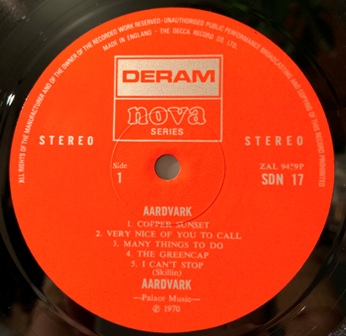 ALL RIGHTS OF THE MANUFACTURER AND OF THE OWNER OF THE RECORDED WORK RESERVED · UNAUTHORISED PUBLIC PERFORMANCE BROADCASTING AND COPYING OF THIS RECORD PROHIBITED
MADE IN ENGLAND · THE DECCA RECORD CO. LTD.
DERAM
nova
SERIES
STEREO
STEREO
Side
1
ZAL 9429P
SDN 17
AARDVARK
1. COPPER SUNSET
2. VERY NICE OF YOU TO CALL
3. MANY THINGS TO DO
4. THE GREENCAP
5. I CAN'T STOP
(Skillin)
AARDVARK
—Palace Music—
℗ 1970